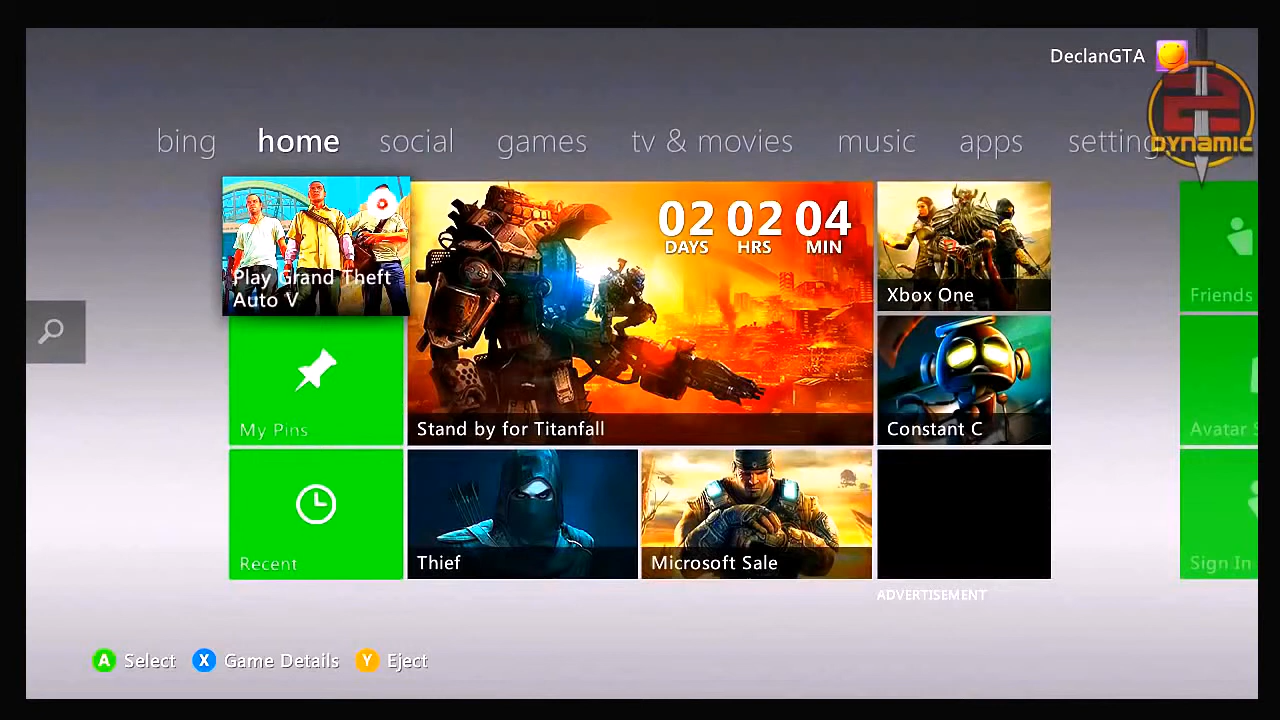 DeclanGTA
2
DYNAMIC
bing
home
social
games
tv & movies
music
apps
setting
Play Grand Theft
Auto V
02 02 04
DAYS HRS MIN
Stand by for Titanfall
Xbox One
Constant C
My Pins
Recent
Thief
Microsoft Sale
ADVERTISEMENT
Friends
Avatar S
Sign In
A Select
X Game Details
Y Eject